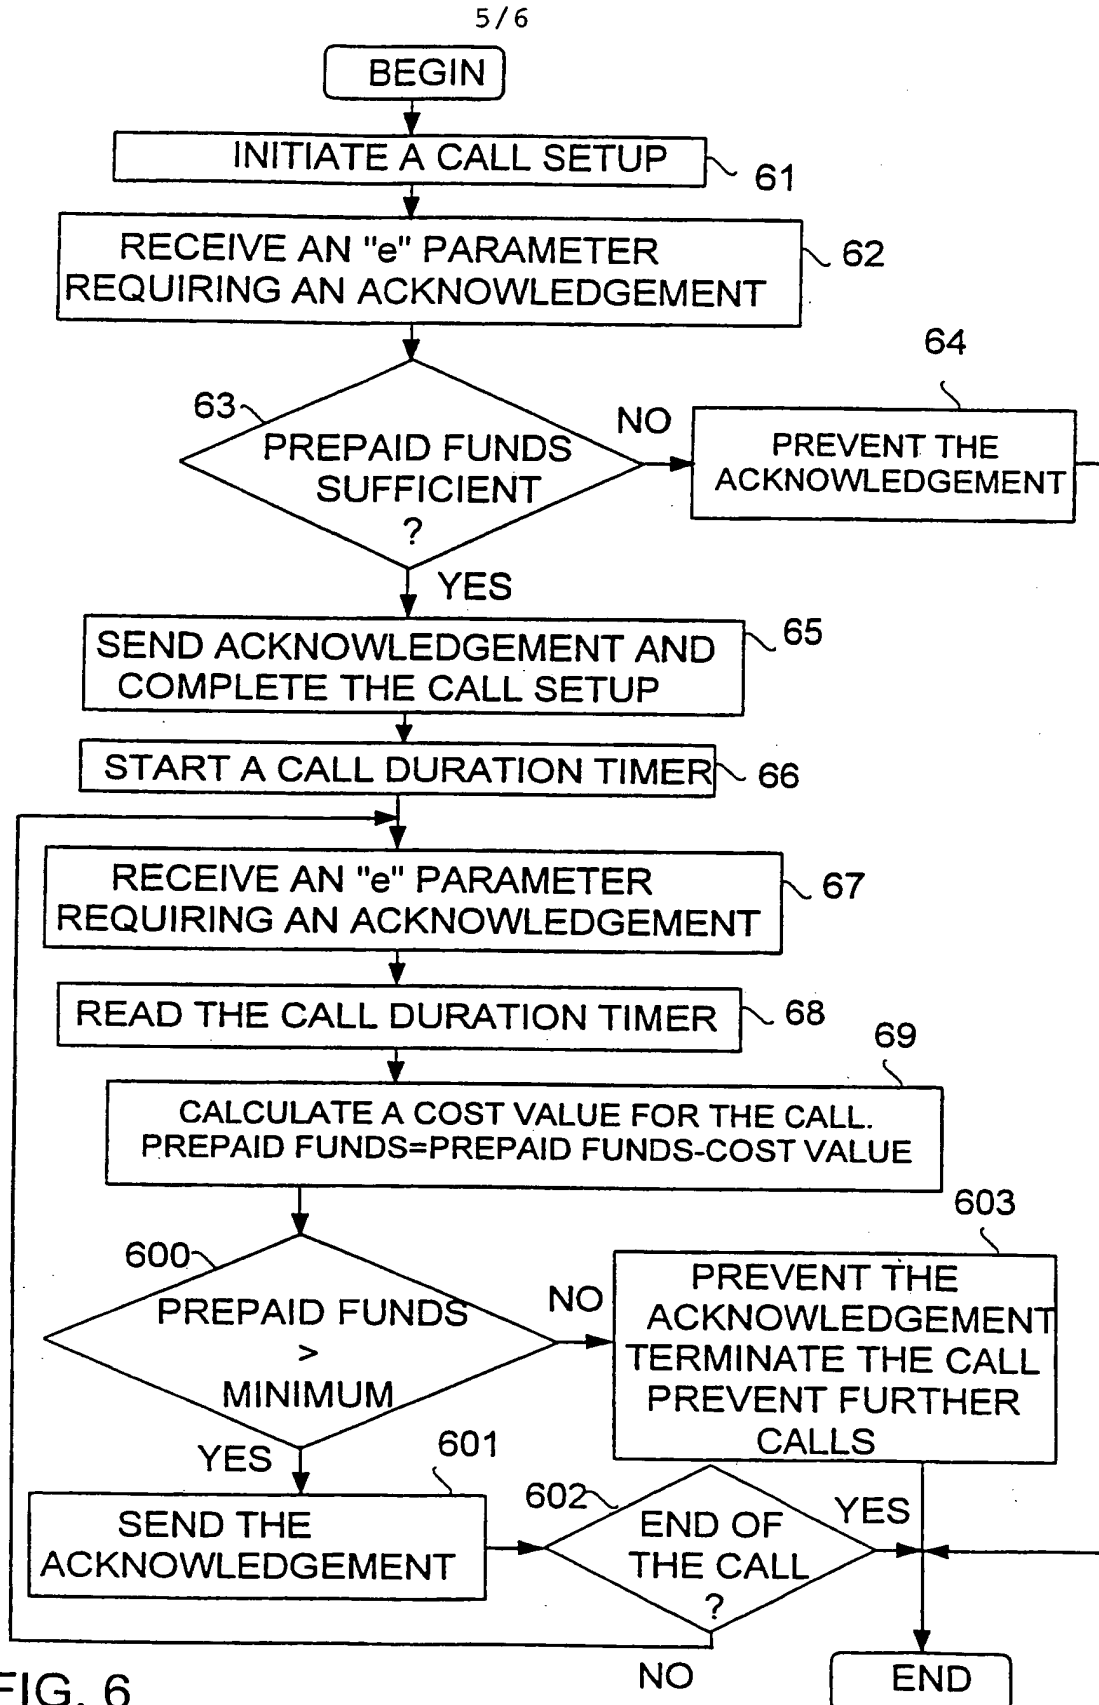 5/6
BEGIN
INITIATE A CALL SETUP
61
RECEIVE AN "e" PARAMETER
REQUIRING AN ACKNOWLEDGEMENT
62
63
PREPAID FUNDS
SUFFICIENT
?
NO
64
PREVENT THE
ACKNOWLEDGEMENT
YES
SEND ACKNOWLEDGEMENT AND
COMPLETE THE CALL SETUP
65
START A CALL DURATION TIMER
66
RECEIVE AN "e" PARAMETER
REQUIRING AN ACKNOWLEDGEMENT
67
READ THE CALL DURATION TIMER
68
69
CALCULATE A COST VALUE FOR THE CALL.
PREPAID FUNDS=PREPAID FUNDS-COST VALUE
600
PREPAID FUNDS
>
MINIMUM
NO
603
PREVENT THE
ACKNOWLEDGEMENT
TERMINATE THE CALL
PREVENT FURTHER
CALLS
YES
601
SEND THE
ACKNOWLEDGEMENT
602
END OF
THE CALL
?
YES
NO
END
FIG. 6